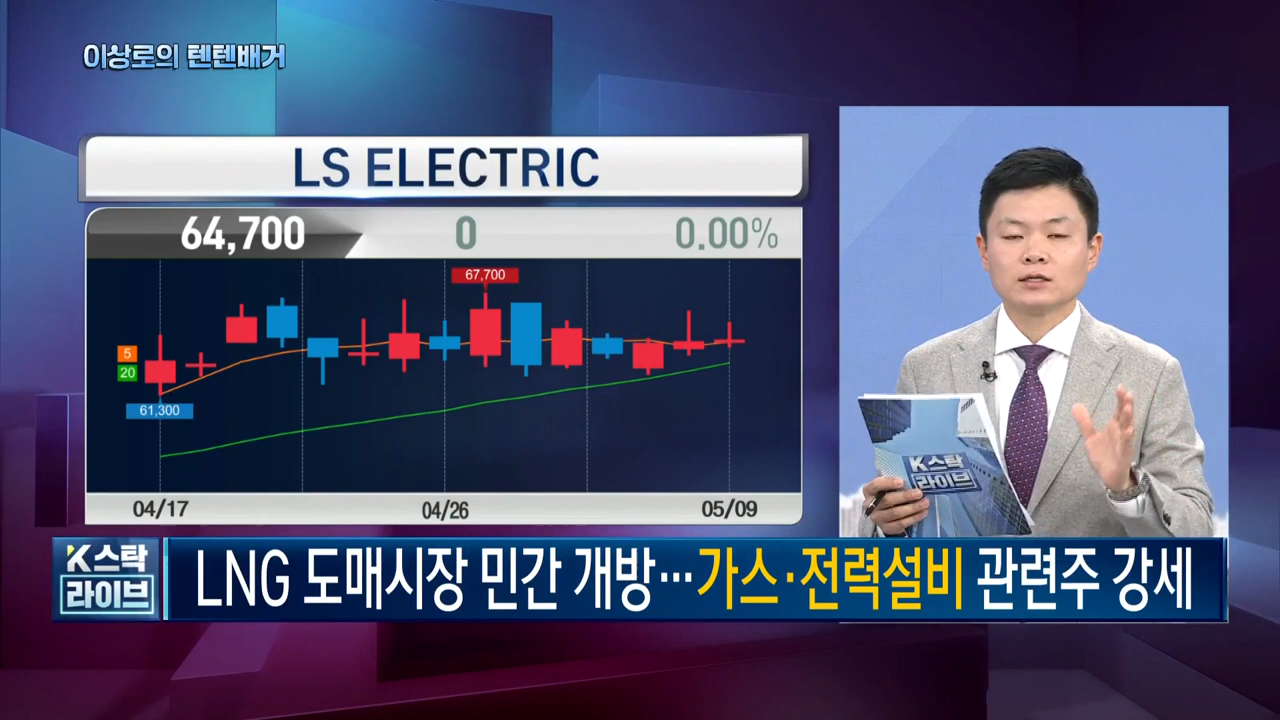 이상로의 텐텐배거
LS ELECTRIC
64,700 0 0.00%
67,700
5
20
61,300
04/17 04/26 05/09
K스탁
라이브
K스탁
라이브
LNG 도매시장 민간 개방…가스·전력설비 관련주 강세